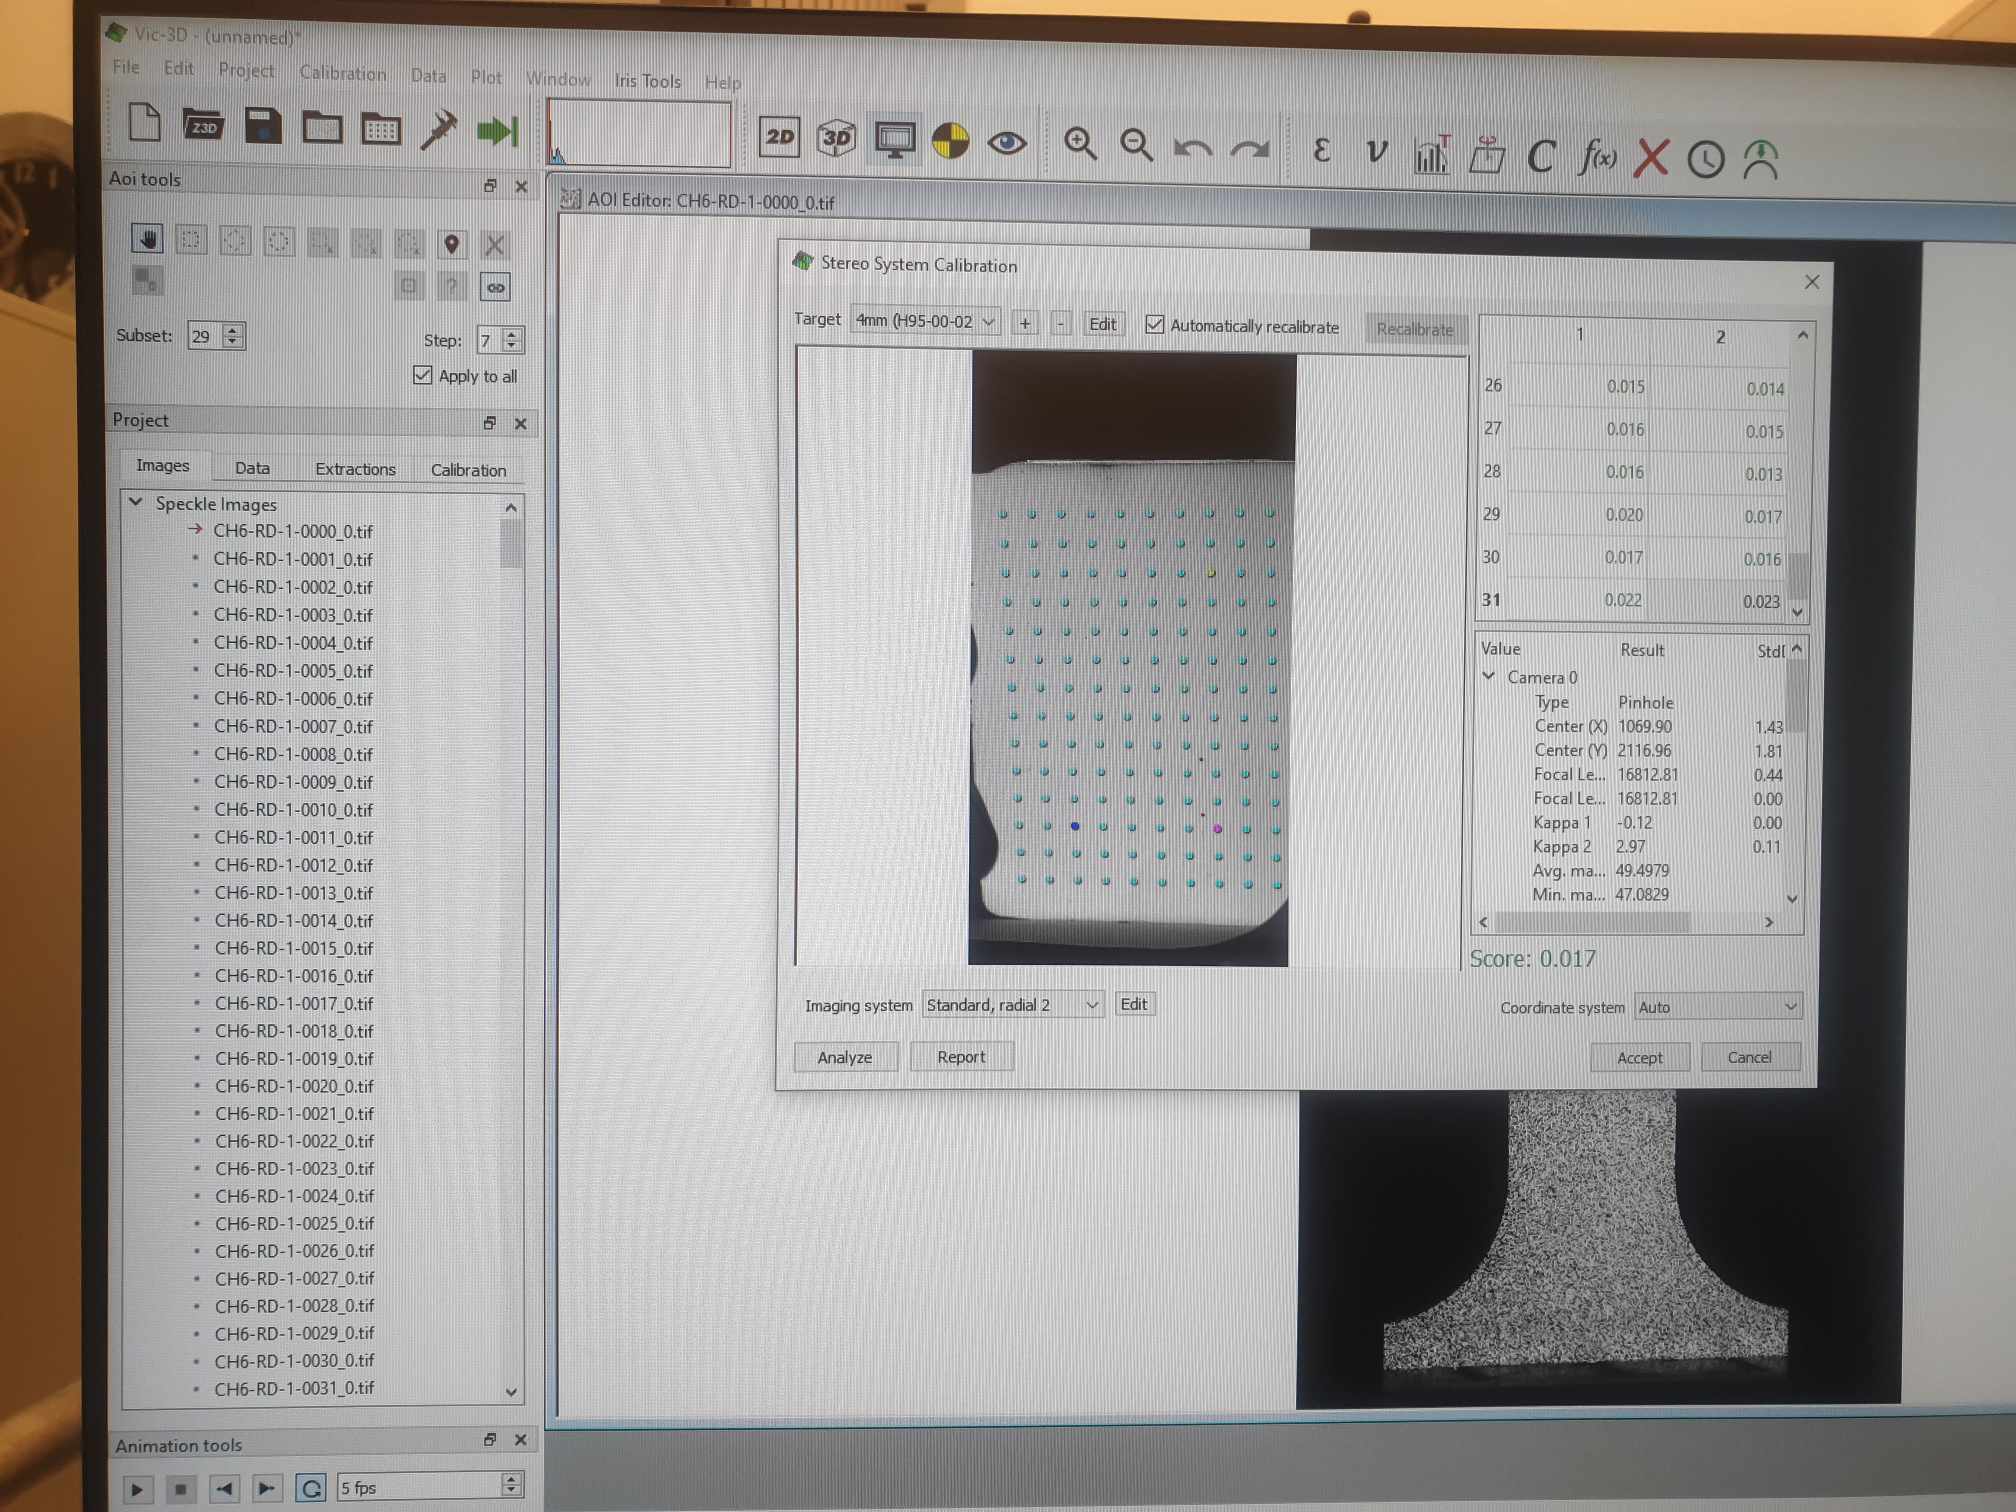 Vic-3D - (unnamed)*
File Edit Project Calibration Data Plot Window Iris Tools Help
Z3D 2D 3D ε ν T C f(x)
Aoi tools
Subset: 29 Step: 7
Apply to all
Project
Images Data Extractions Calibration
Speckle Images
CH6-RD-1-0000_0.tif
CH6-RD-1-0001_0.tif
CH6-RD-1-0002_0.tif
CH6-RD-1-0003_0.tif
CH6-RD-1-0004_0.tif
CH6-RD-1-0005_0.tif
CH6-RD-1-0006_0.tif
CH6-RD-1-0007_0.tif
CH6-RD-1-0008_0.tif
CH6-RD-1-0009_0.tif
CH6-RD-1-0010_0.tif
CH6-RD-1-0011_0.tif
CH6-RD-1-0012_0.tif
CH6-RD-1-0013_0.tif
CH6-RD-1-0014_0.tif
CH6-RD-1-0015_0.tif
CH6-RD-1-0016_0.tif
CH6-RD-1-0017_0.tif
CH6-RD-1-0018_0.tif
CH6-RD-1-0019_0.tif
CH6-RD-1-0020_0.tif
CH6-RD-1-0021_0.tif
CH6-RD-1-0022_0.tif
CH6-RD-1-0023_0.tif
CH6-RD-1-0024_0.tif
CH6-RD-1-0025_0.tif
CH6-RD-1-0026_0.tif
CH6-RD-1-0027_0.tif
CH6-RD-1-0028_0.tif
CH6-RD-1-0029_0.tif
CH6-RD-1-0030_0.tif
CH6-RD-1-0031_0.tif
Animation tools
5 fps
AOI Editor: CH6-RD-1-0000_0.tif
Stereo System Calibration
Target 4mm (H95-00-02 + - Edit Automatically recalibrate Recalibrate
1 2
26 0.015 0.014
27 0.016 0.015
28 0.016 0.013
29 0.020 0.017
30 0.017 0.016
31 0.022 0.023
Value Result Std
Camera 0
Type Pinhole
Center (X) 1069.90 1.43
Center (Y) 2116.96 1.81
Focal Le... 16812.81 0.44
Focal Le... 16812.81 0.00
Kappa 1 -0.12 0.00
Kappa 2 2.97 0.11
Avg. ma... 49.4979
Min. ma... 47.0829
Score: 0.017
Imaging system Standard, radial 2 Edit
Coordinate system Auto
Analyze Report Accept Cancel
12 1